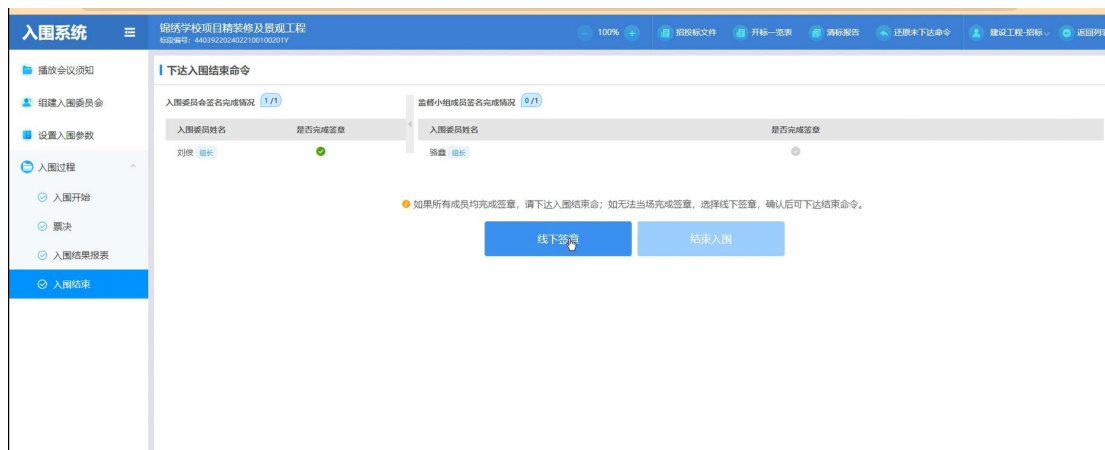 入围系统
锦绣学校项目精装修及景观工程
标段编号：4403922024022100100201Y
100%
招投标文件
开标一览表
清标报告
还原未下达命令
建设工程-招标
返回列
播放会议须知
组建入围委员会
设置入围参数
入围过程
入围开始
票决
入围结果报表
入围结束
下达入围结束命令
入围委员会签名完成情况 1/1
监督小组成员签名完成情况 0/1
入围委员姓名 是否完成签章
入围委员姓名 是否完成签章
刘俊 组长
骆鑫 组长
如果所有成员均完成签章，请下达入围结束命；如无法当场完成签章，选择线下签章，确认后可下达结束命令。
线下签章
结束入围